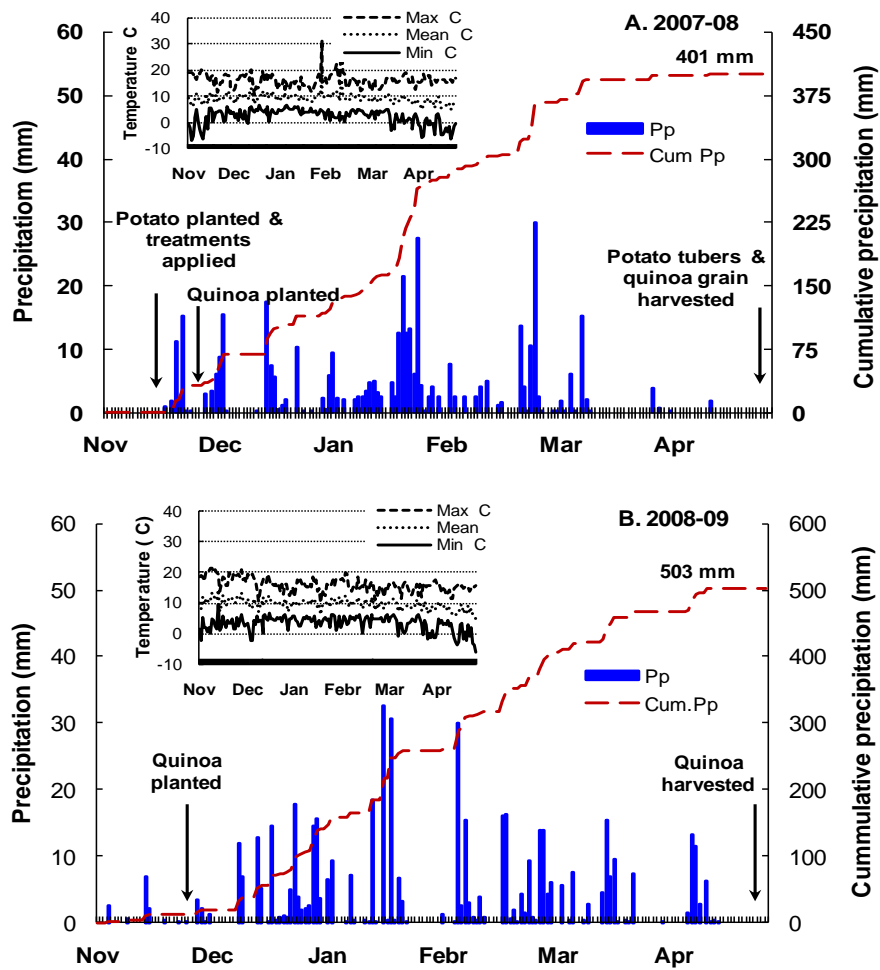 A. 2007-08
401 mm
Max C
Mean C
Min C
Temperature C
40
30
20
10
0
-10
Nov Dec Jan Feb Mar Apr
Pp
Cum Pp
Potato planted &
treatments
applied
Quinoa planted
Potato tubers &
quinoa grain
harvested
Precipitatiom (mm)
60
50
40
30
20
10
0
Cumulative precipitation (mm)
450
375
300
225
150
75
0
Nov Dec Jan Feb Mar Apr
B. 2008-09
503 mm
Max C
Mean
Min C
Temperature ( C)
40
30
20
10
0
-10
Nov Dec Jan Febr Mar Apr
Pp
Cum.Pp
Quinoa
planted
Quinoa
harvested
Precipitation (mm)
60
50
40
30
20
10
0
Cummulative precipitation (mm)
600
500
400
300
200
100
0
Nov Dec Jan Febr Mar Apr